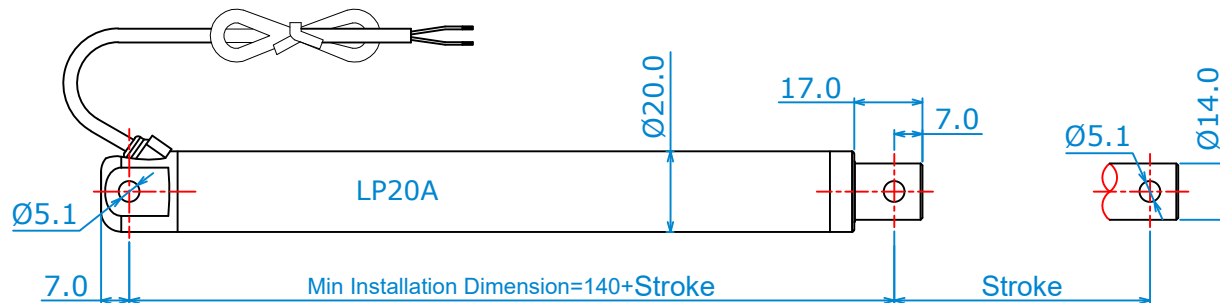 Ø20.0
17.0
7.0
Ø14.0
Ø5.1
LP20A
Ø5.1
7.0
Min Installation Dimension=140+Stroke
Stroke